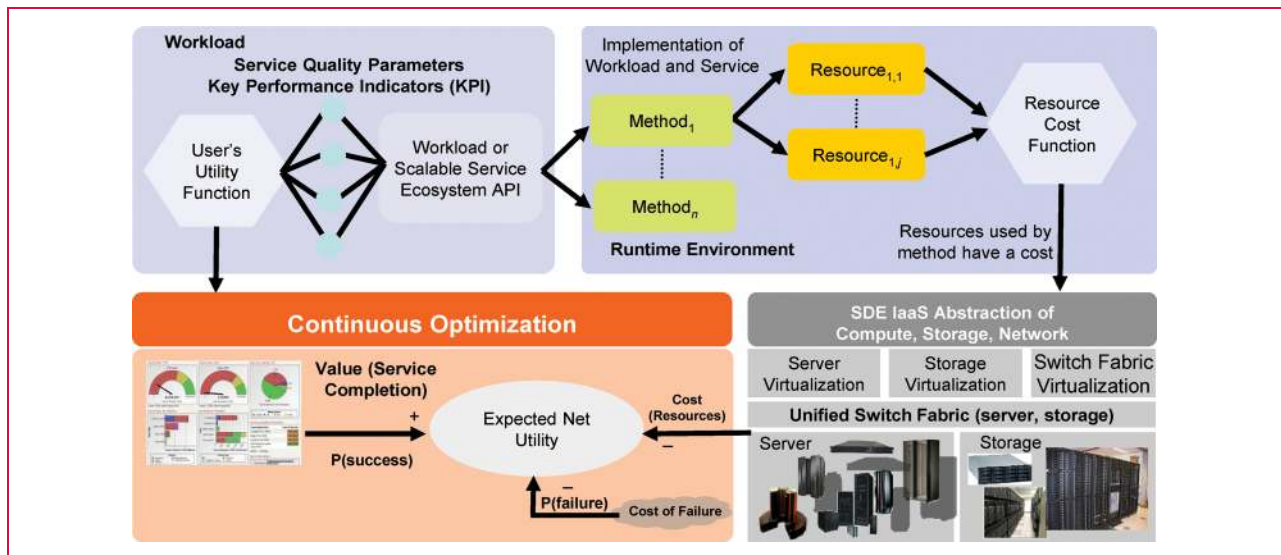 Workload
Service Quality Parameters
Key Performance Indicators (KPI)
User's
Utility
Function
Workload or
Scalable Service
Ecosystem API
Implementation of
Workload and Service
Method1
Methodn
Runtime Environment
Resource1,1
Resource1,j
Resource
Cost
Function
Resources used by
method have a cost
Continuous Optimization
Value (Service
Completion)
+
P(success)
Expected Net
Utility
Cost
(Resources)
–
–
P(failure)
Cost of Failure
SDE IaaS Abstraction of
Compute, Storage, Network
Server
Virtualization
Storage
Virtualization
Switch Fabric
Virtualization
Unified Switch Fabric (server, storage)
Server
Storage